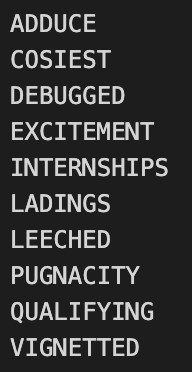 ADDUCE
COSIEST
DEBUGGED
EXCITEMENT
INTERNSHIPS
LADINGS
LEECHED
PUGNACITY
QUALIFYING
VIGNETTED